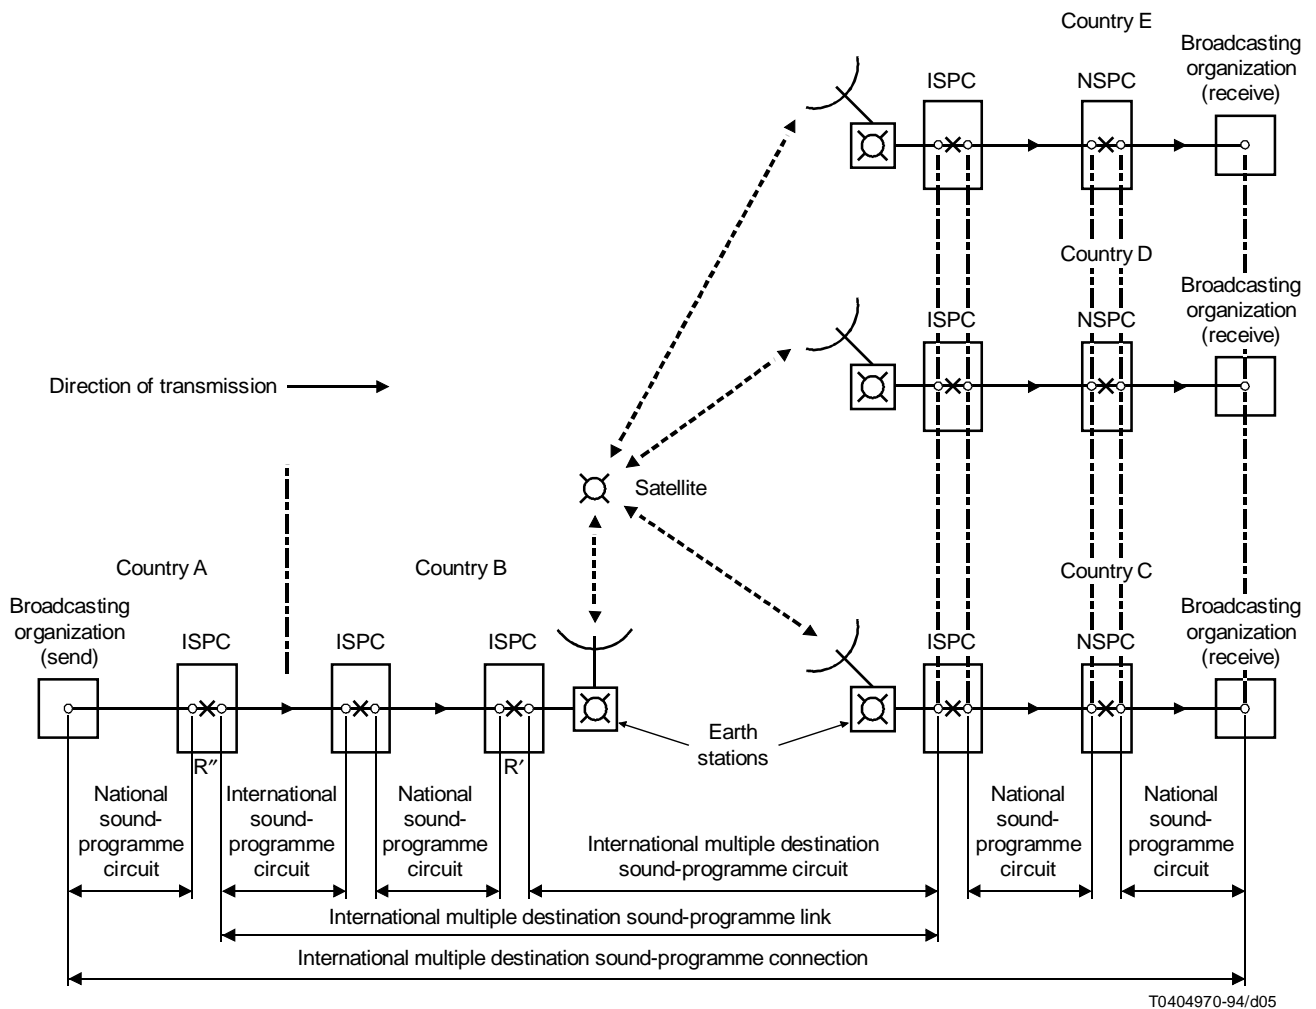 Country E
Broadcasting
organization
(receive)
ISPC
NSPC
Country D
Broadcasting
organization
(receive)
ISPC
NSPC
Direction of transmission
Satellite
Country A
Country B
Country C
Broadcasting
organization
(send)
ISPC
ISPC
ISPC
ISPC
NSPC
Broadcasting
organization
(receive)
Earth
stations
R″
R′
National
sound-
programme
circuit
International
sound-
programme
circuit
National
sound-
programme
circuit
International multiple destination
sound-programme circuit
National
sound-
programme
circuit
National
sound-
programme
circuit
International multiple destination sound-programme link
International multiple destination sound-programme connection
T0404970-94/d05